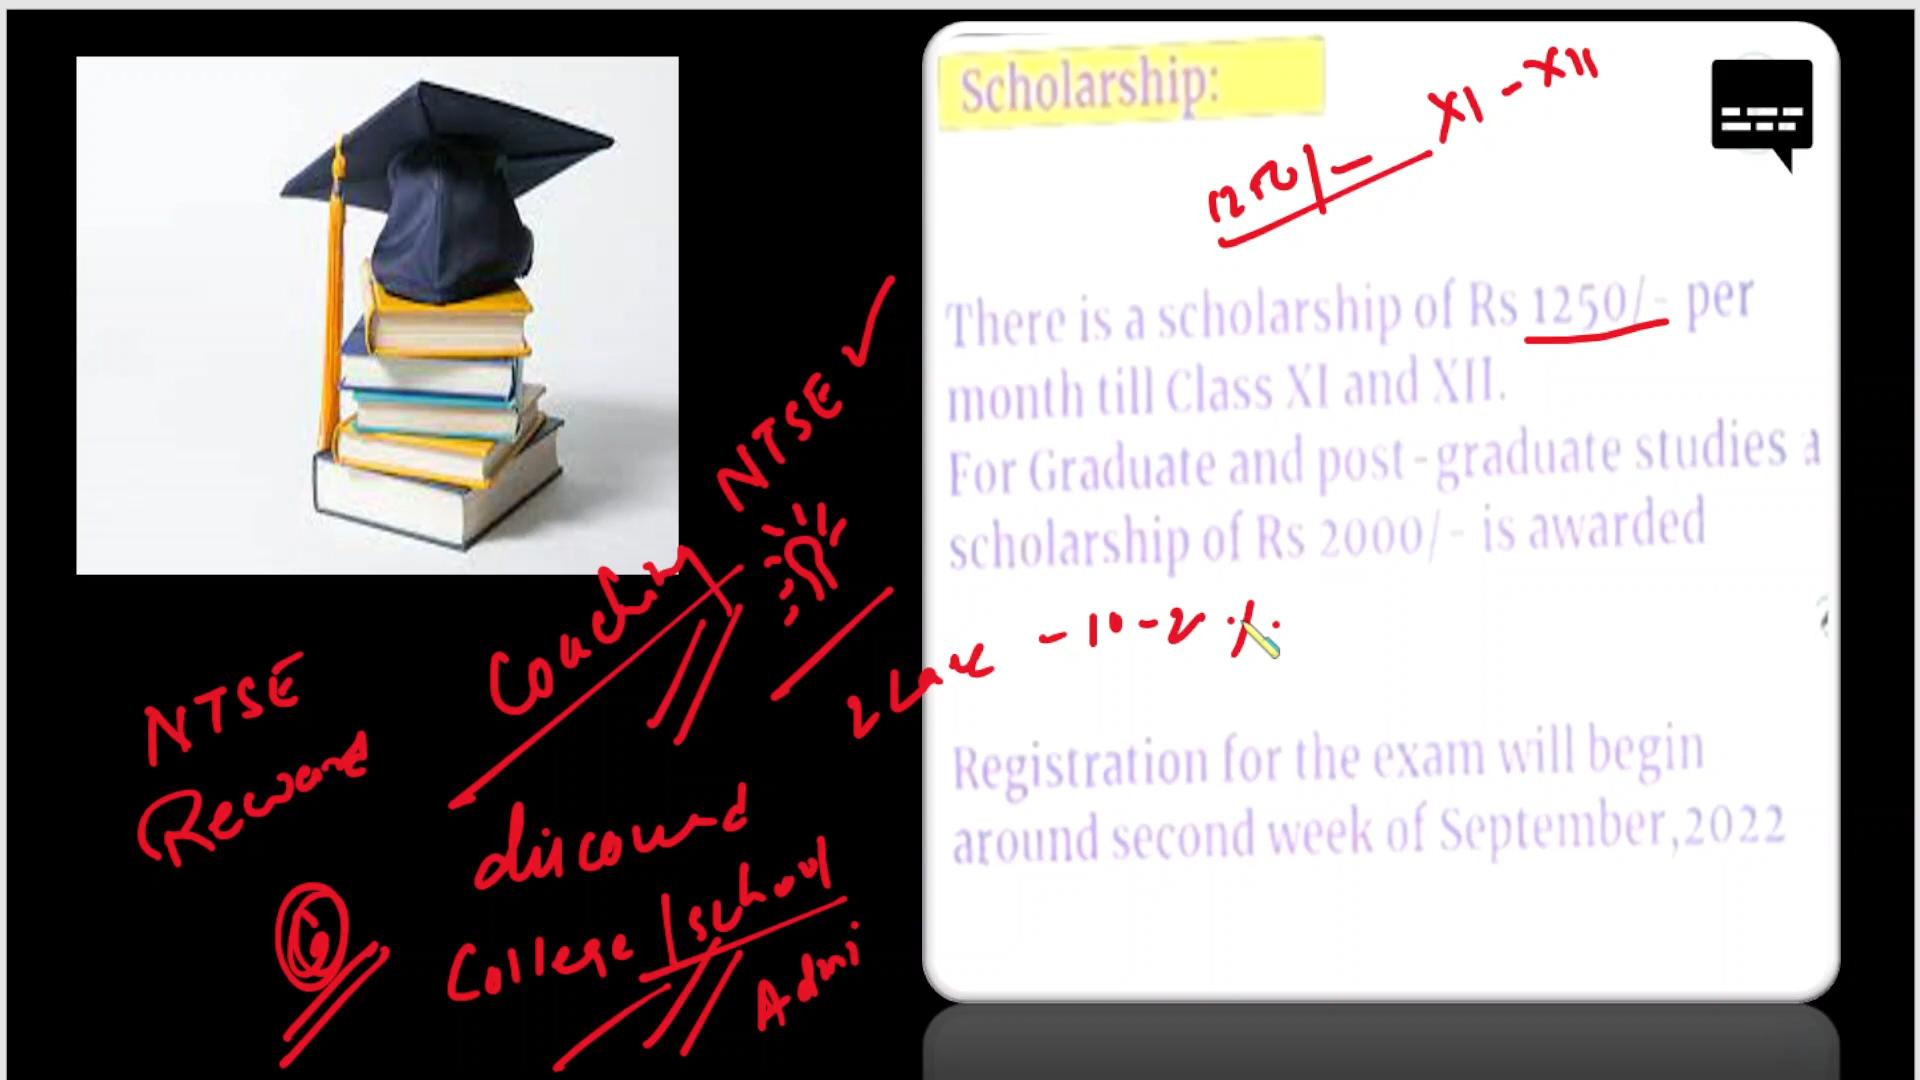 Scholarship:
XI - XII
1250/-
There is a scholarship of Rs 1250/- per
month till Class XI and XII.
For Graduate and post-graduate studies a
scholarship of Rs 2000/- is awarded
Registration for the exam will begin
around second week of September,2022
NTSE
Coaching
2 Lac - 10-2 %
NTSE
Reward
discound
College/school
Admi